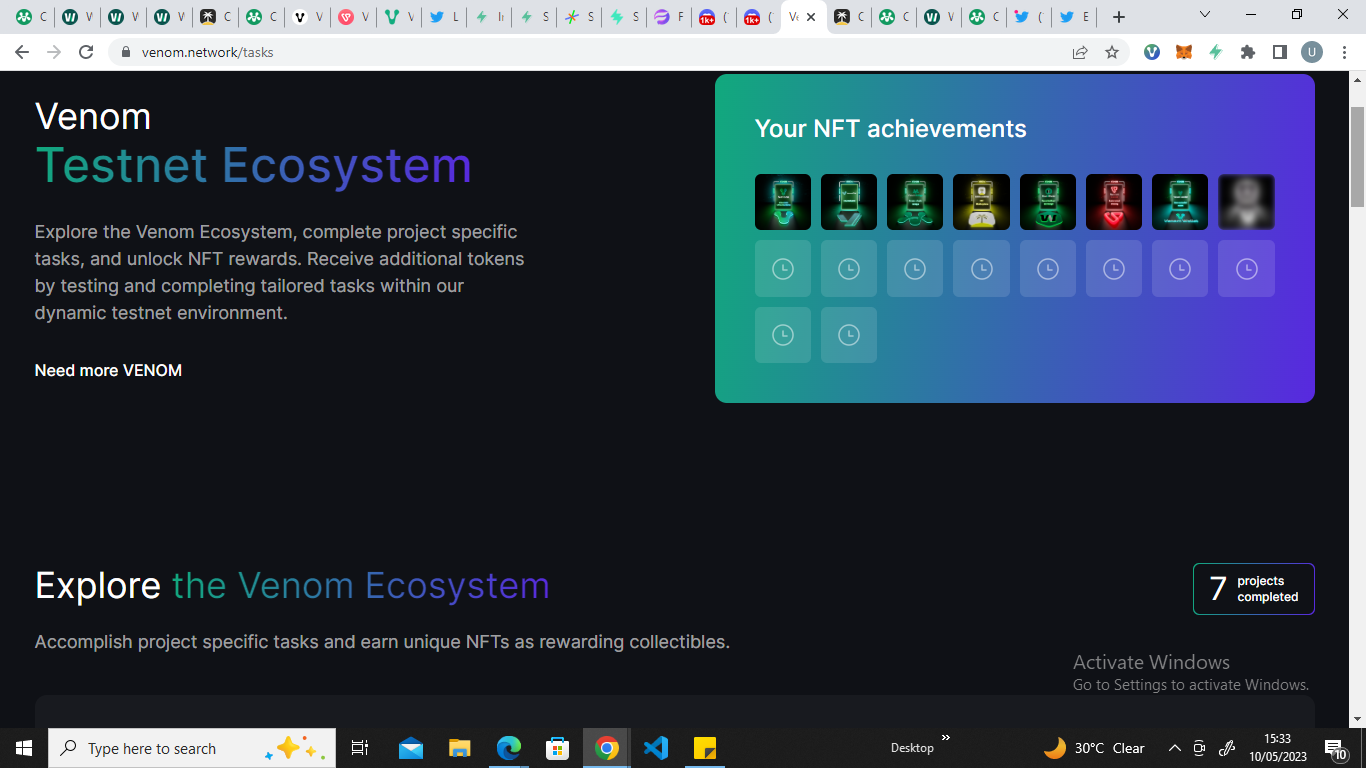 venom.network/tasks
U
Venom
Testnet Ecosystem
Explore the Venom Ecosystem, complete project specific
tasks, and unlock NFT rewards. Receive additional tokens
by testing and completing tailored tasks within our
dynamic testnet environment.
Need more VENOM
Your NFT achievements
Explore the Venom Ecosystem
7 projects
completed
Accomplish project specific tasks and earn unique NFTs as rewarding collectibles.
Activate Windows
Go to Settings to activate Windows.
Type here to search
Desktop
30°C Clear
15:33
10/05/2023
10